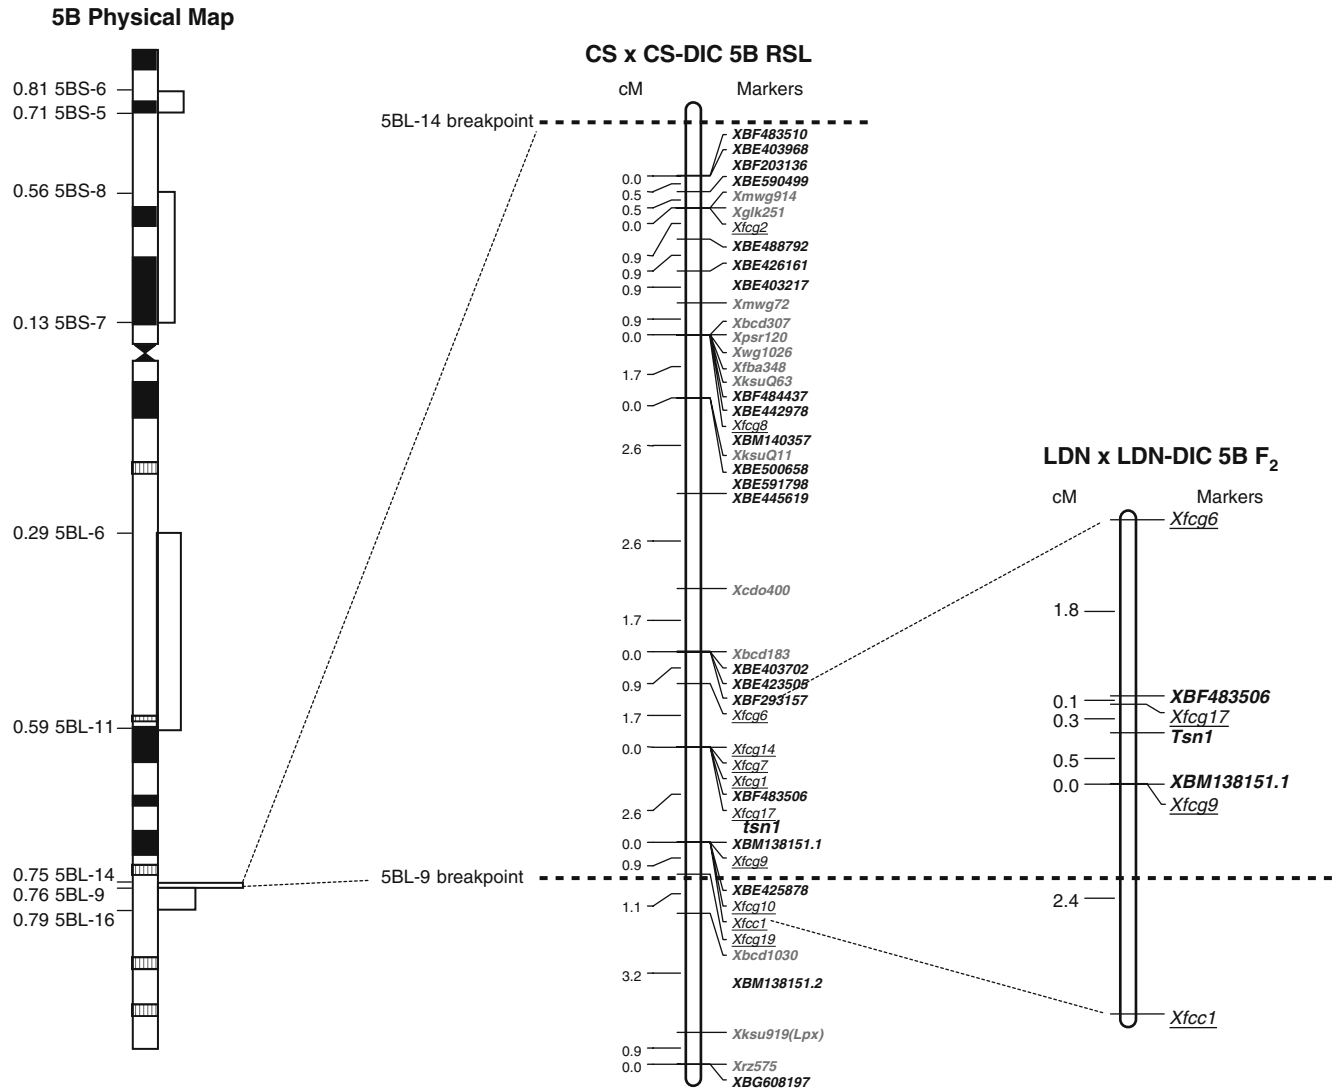 5B Physical Map
0.81 5BS-6
0.71 5BS-5
0.56 5BS-8
0.13 5BS-7
0.29 5BL-6
0.59 5BL-11
0.75 5BL-14
0.76 5BL-9
0.79 5BL-16
CS x CS-DIC 5B RSL
cM
Markers
5BL-14 breakpoint
5BL-9 breakpoint
0.0
0.5
0.5
0.0
0.9
0.9
0.9
0.9
0.0
1.7
0.0
2.6
2.6
1.7
0.0
0.9
1.7
0.0
2.6
0.0
0.9
1.1
3.2
0.9
0.0
XBF483510
XBE403968
XBF203136
XBE590499
Xmwg914
Xglk251
Xfcg2
XBE488792
XBE426161
XBE403217
Xmwg72
Xbcd307
Xpsr120
Xwg1026
Xfba348
XksuQ63
XBF484437
XBE442978
Xfcg8
XBM140357
XksuQ11
XBE500658
XBE591798
XBE445619
Xcdo400
Xbcd183
XBE403702
XBE423505
XBF293157
Xfcg6
Xfcg14
Xfcg7
Xfcg1
XBF483506
Xfcg17
tsn1
XBM138151.1
Xfcg9
XBE425878
Xfcg10
Xfcc1
Xfcg19
Xbcd1030
XBM138151.2
Xksu919(Lpx)
Xrz575
XBG608197
LDN x LDN-DIC 5B F2
cM
Markers
1.8
0.1
0.3
0.5
0.0
2.4
Xfcg6
XBF483506
Xfcg17
Tsn1
XBM138151.1
Xfcg9
Xfcc1